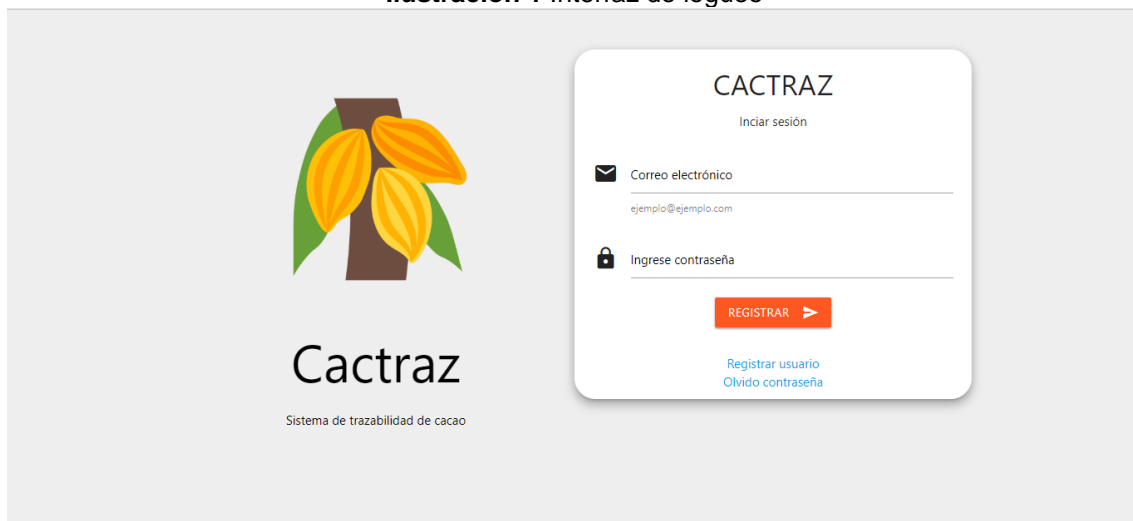 Cactraz
Sistema de trazabilidad de cacao
CACTRAZ
Inciar sesión
Correo electrónico
ejemplo@ejemplo.com
Ingrese contraseña
REGISTRAR
Registrar usuario
Olvido contraseña